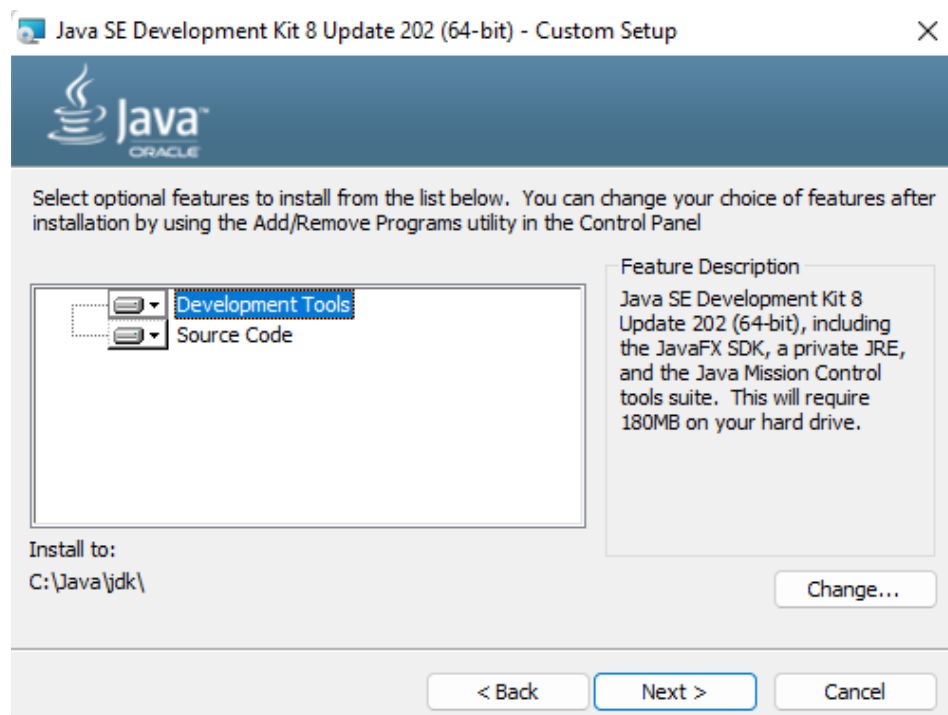 Java SE Development Kit 8 Update 202 (64-bit) - Custom Setup
Java™
ORACLE
Select optional features to install from the list below.  You can change your choice of features after
installation by using the Add/Remove Programs utility in the Control Panel
Development Tools
Source Code
Feature Description
Java SE Development Kit 8
Update 202 (64-bit), including
the JavaFX SDK, a private JRE,
and the Java Mission Control
tools suite.  This will require
180MB on your hard drive.
Install to:
C:\Java\jdk\
Change...
< Back
Next >
Cancel